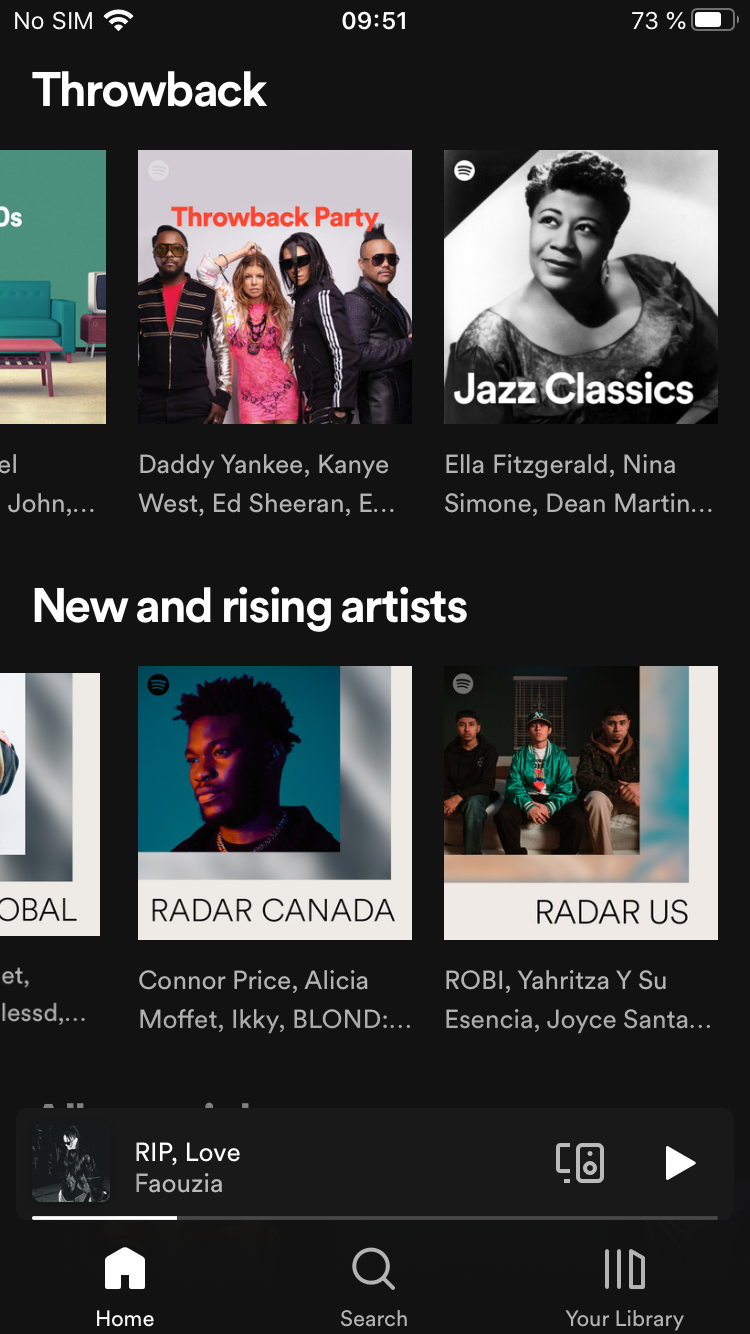 No SIM 09:51 73 %
Throwback
0s
Throwback Party
Jazz Classics
el
John,...
Daddy Yankee, Kanye
West, Ed Sheeran, E...
Ella Fitzgerald, Nina
Simone, Dean Martin...
New and rising artists
OBAL
RADAR CANADA
RADAR US
et,
lessd,...
Connor Price, Alicia
Moffet, Ikky, BLOND:...
ROBI, Yahritza Y Su
Esencia, Joyce Santa...
RIP, Love
Faouzia
Home
Search
Your Library